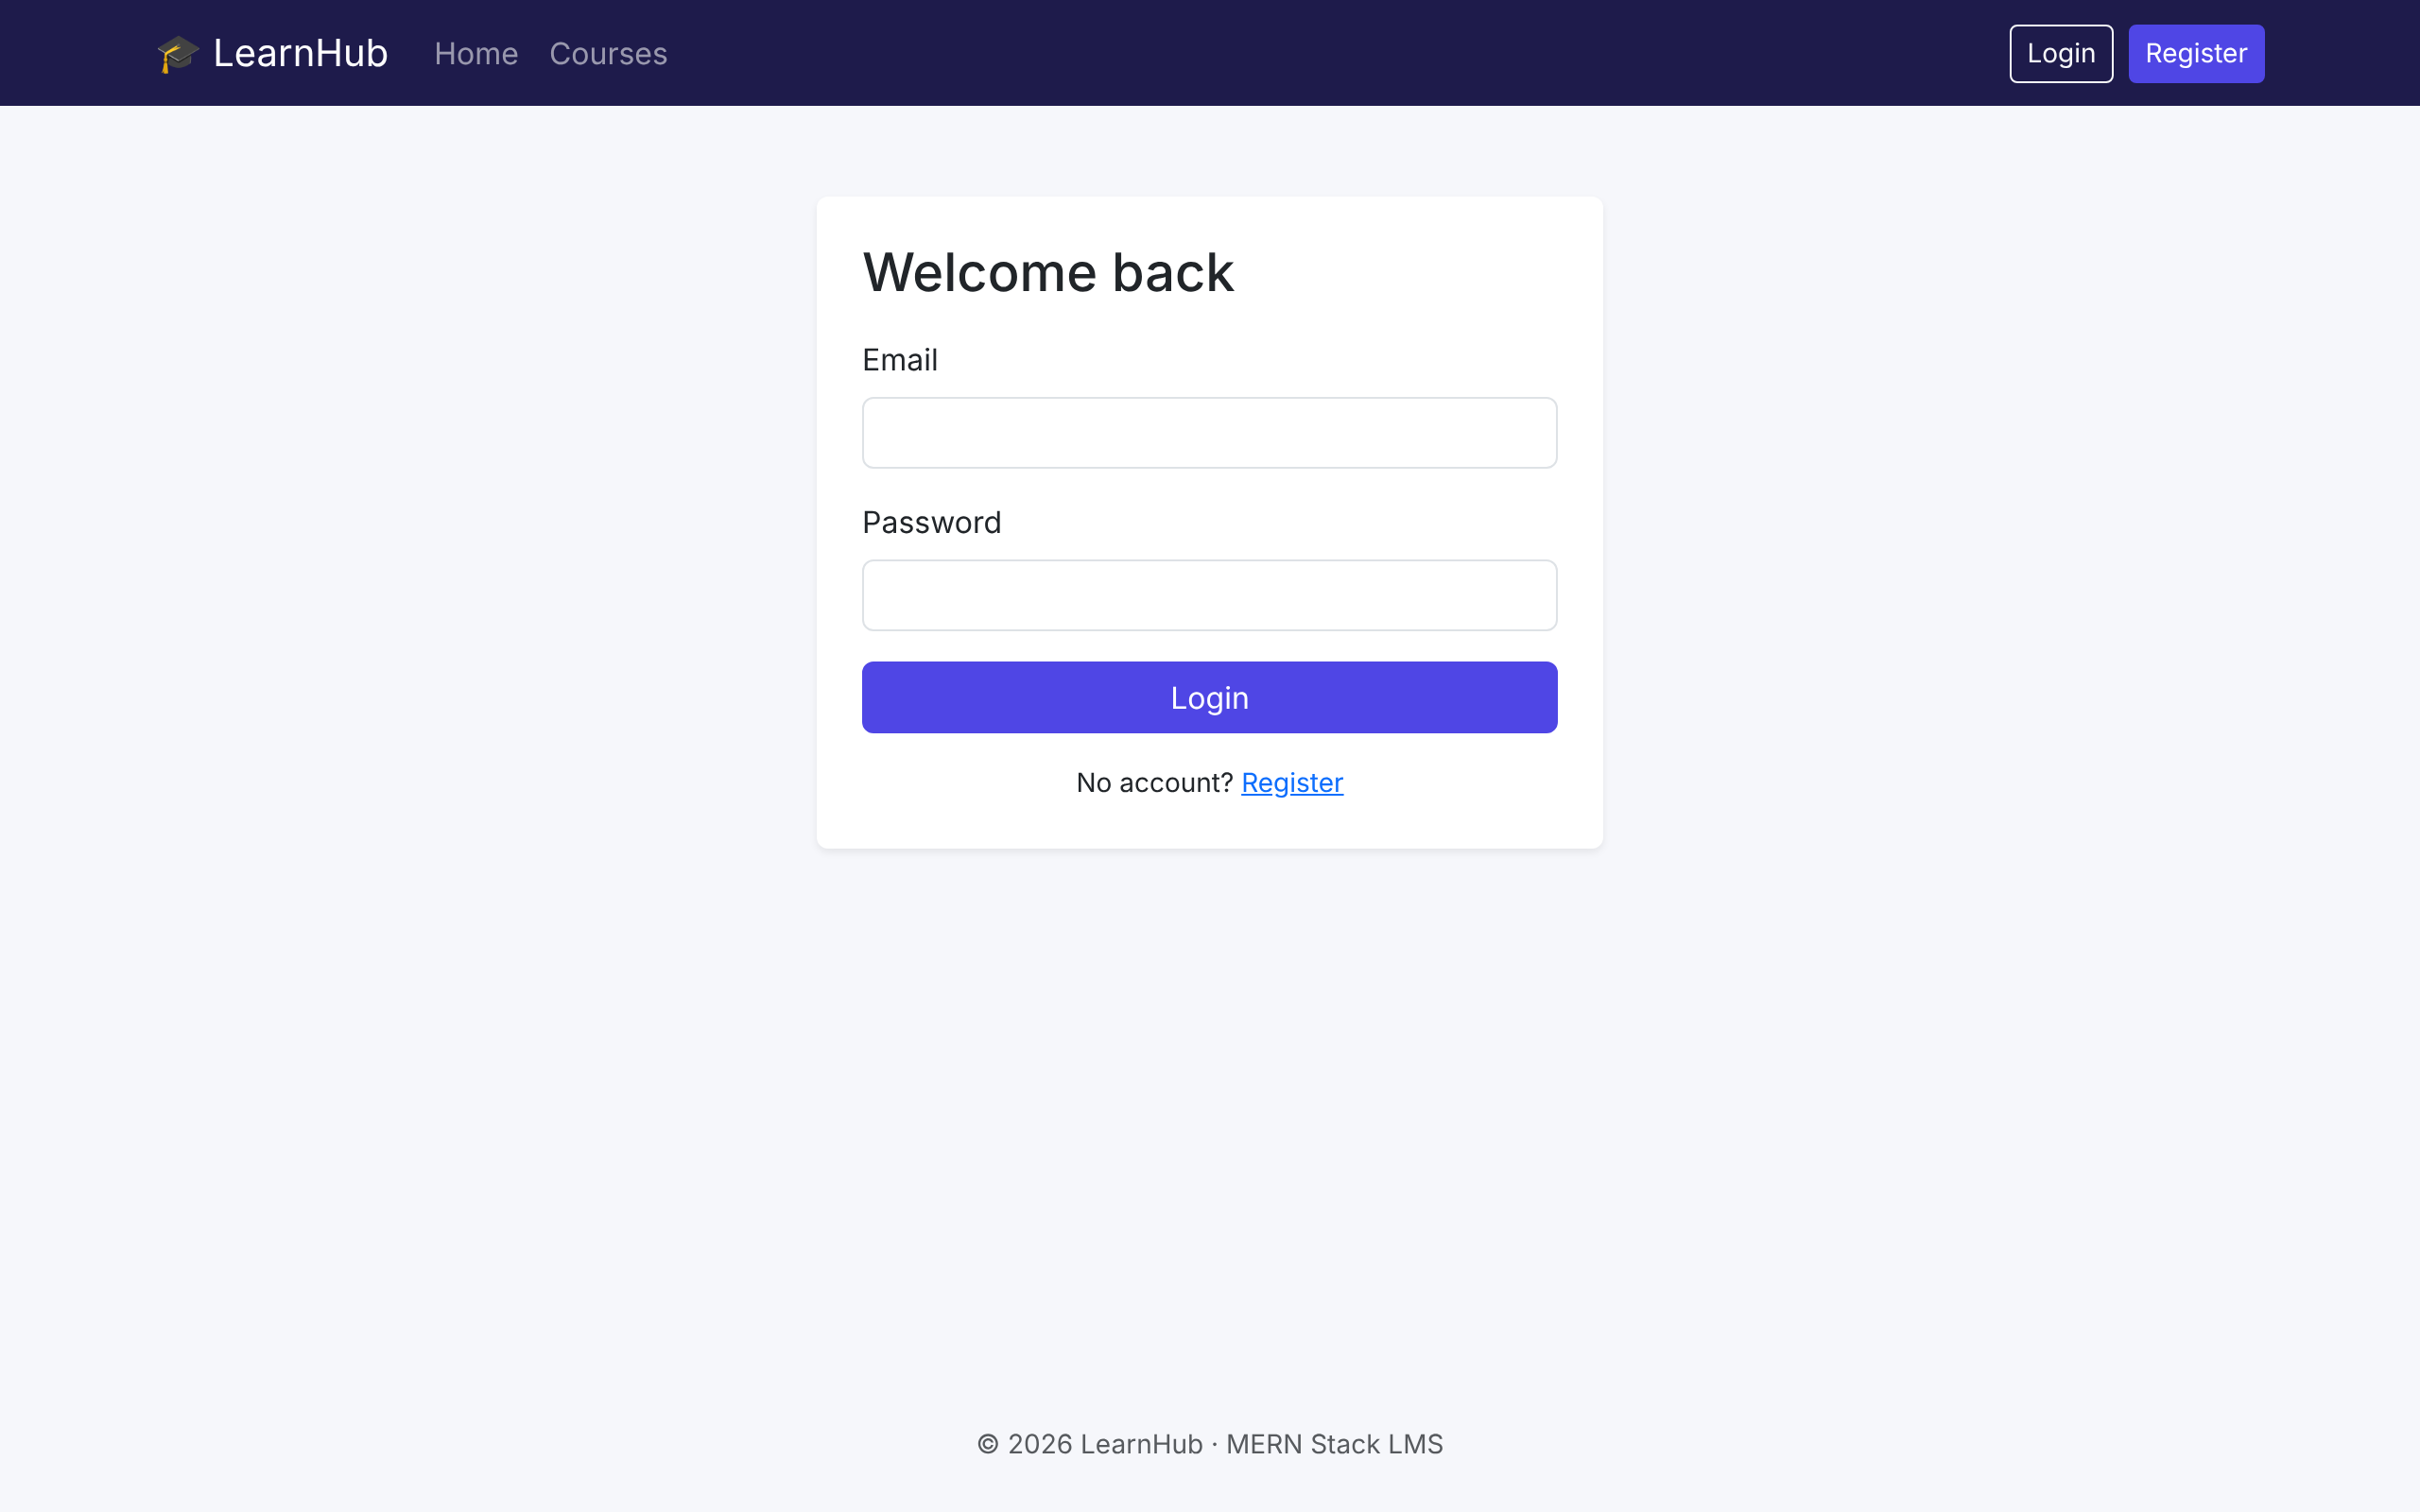 🎓 LearnHub Home Courses Login Register
Welcome back
Email
Password
Login
No account? Register
© 2026 LearnHub · MERN Stack LMS